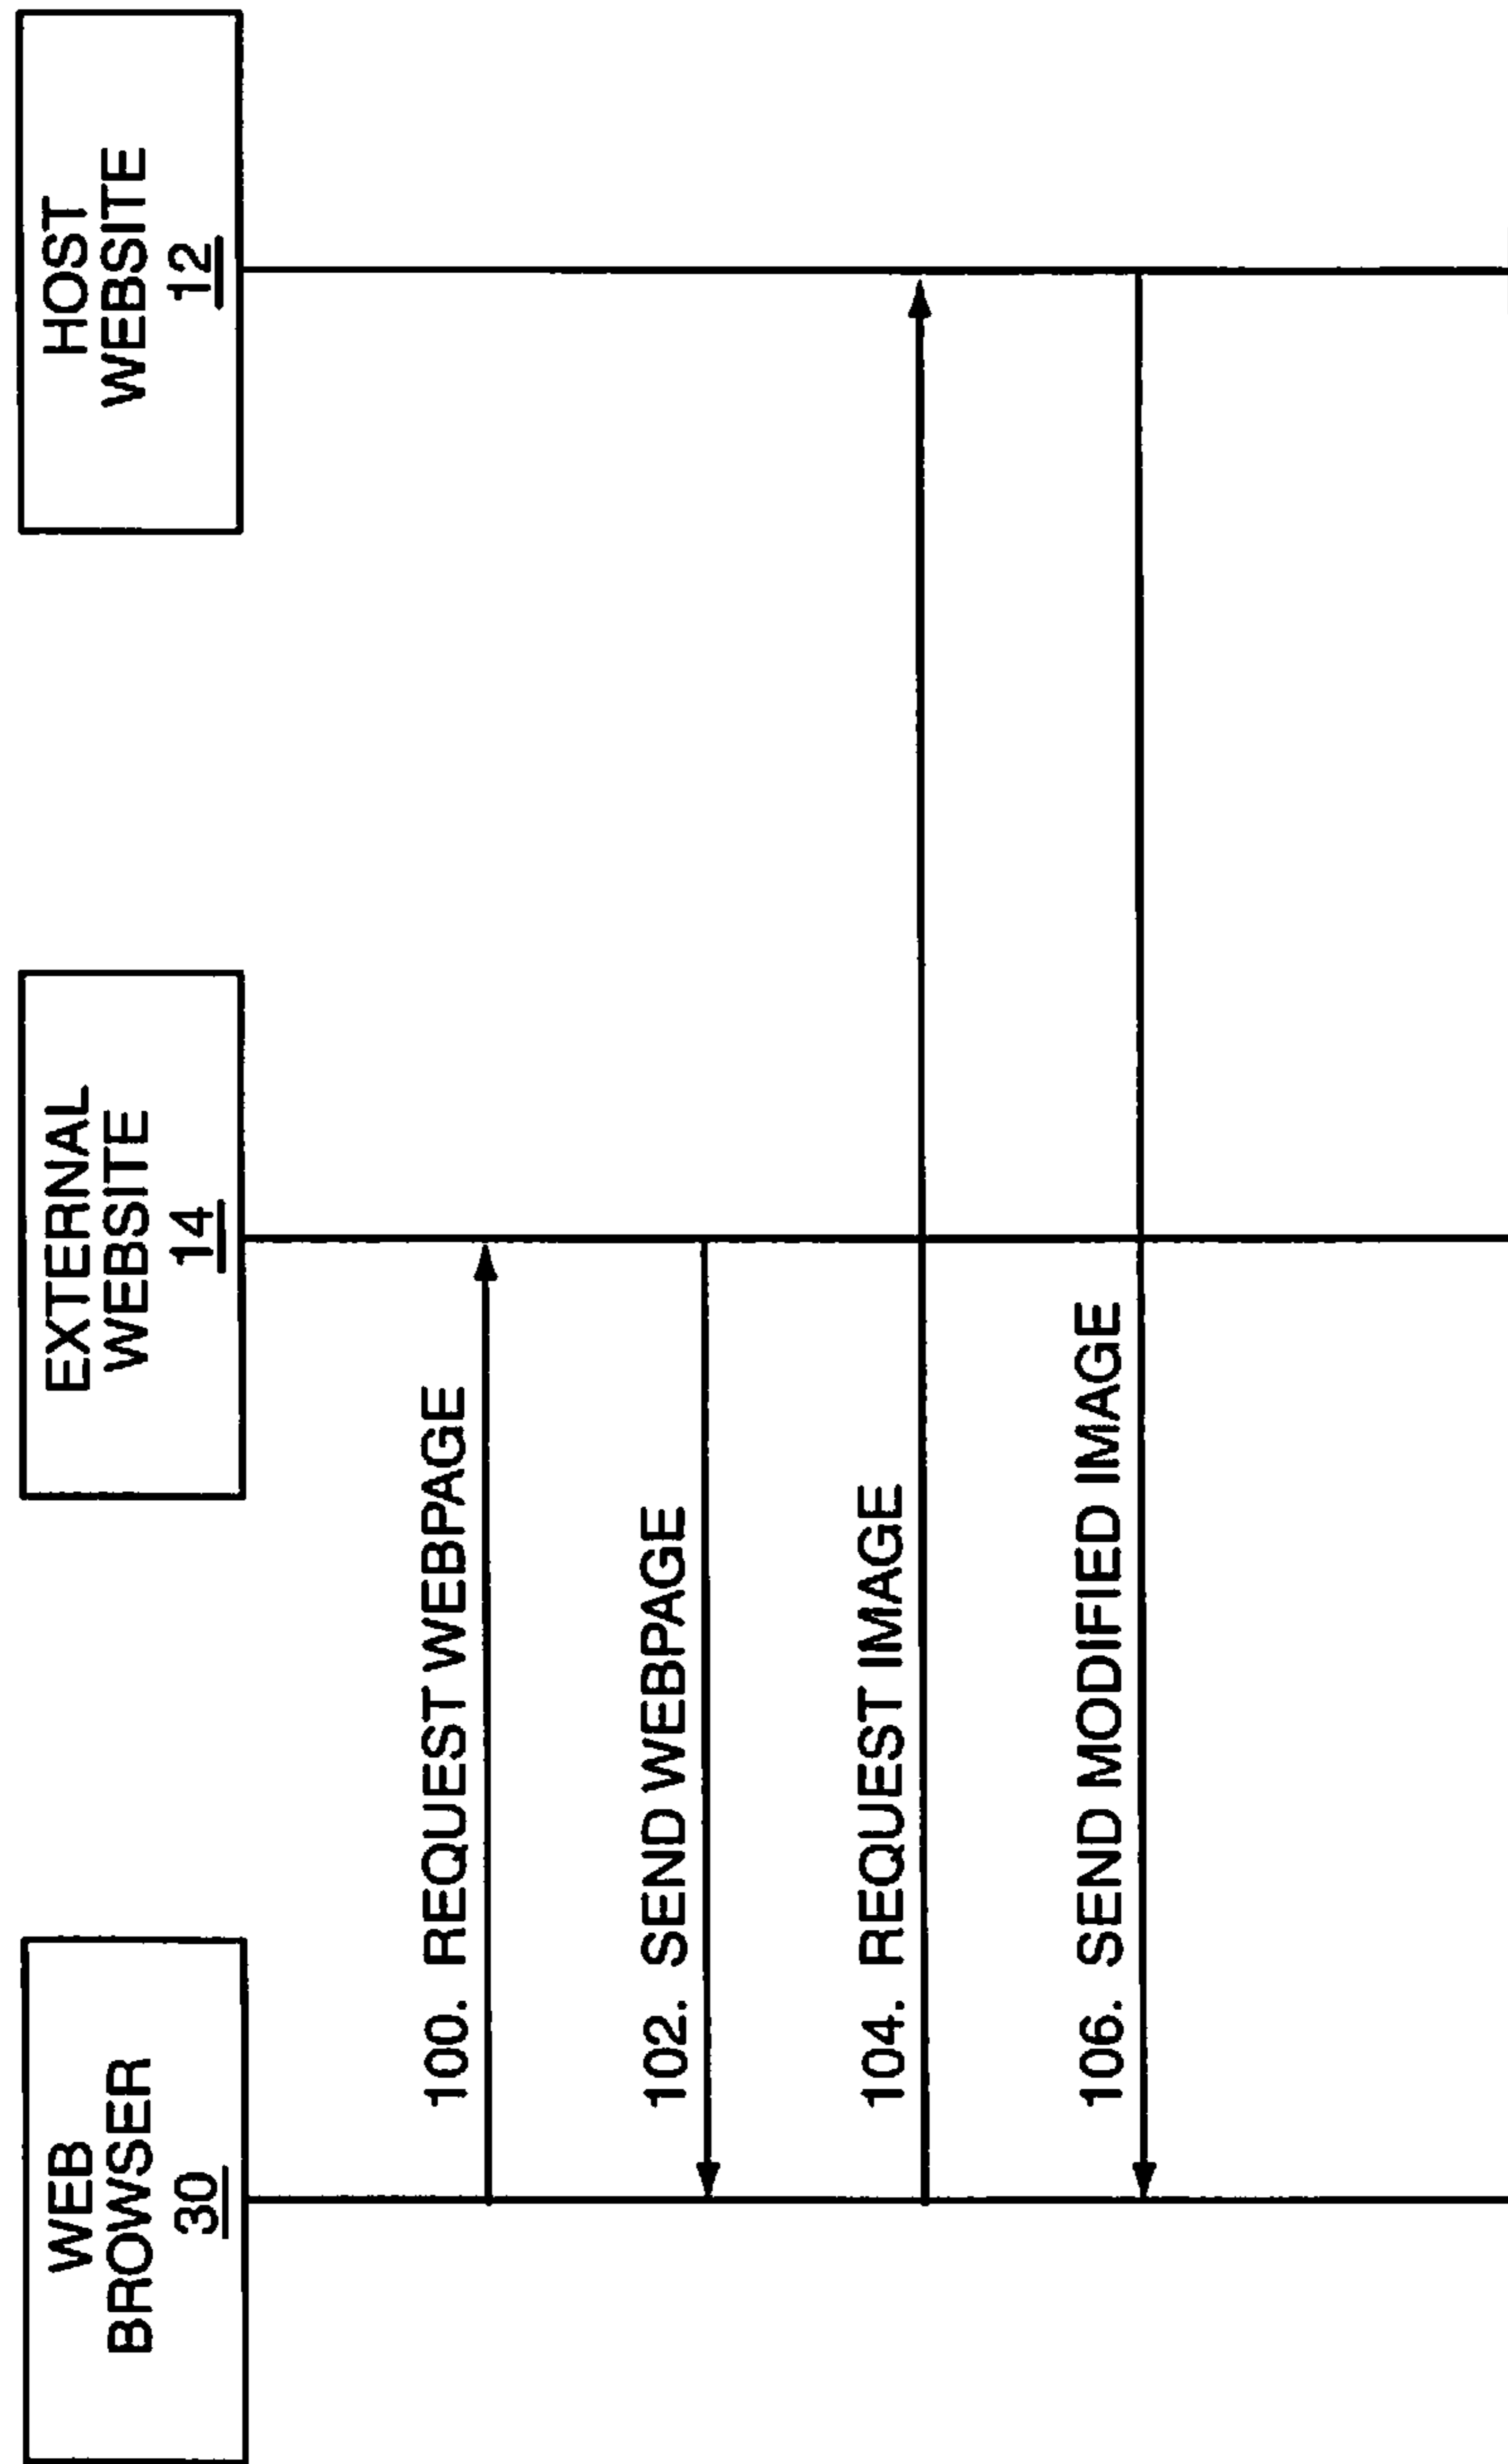 WEB
BROWSER
30
EXTERNAL
WEBSITE
14
HOST
WEBSITE
12
100. REQUEST WEBPAGE
102. SEND WEBPAGE
104. REQUEST IMAGE
106. SEND MODIFIED IMAGE